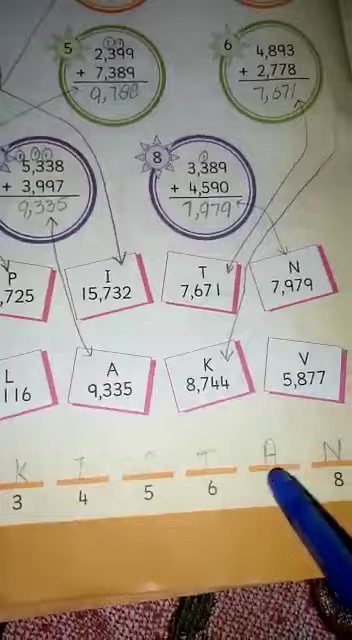 5 2,399 6 4,893
+ 7,389 + 2,778
9,788 7,671
5,338 8 3,389
+ 3,997 + 4,590
9,335 7,979
P I T N
,725 15,732 7,671 7,979
L A K V
116 9,335 8,744 5,877
K I T A N
3 4 5 6 8